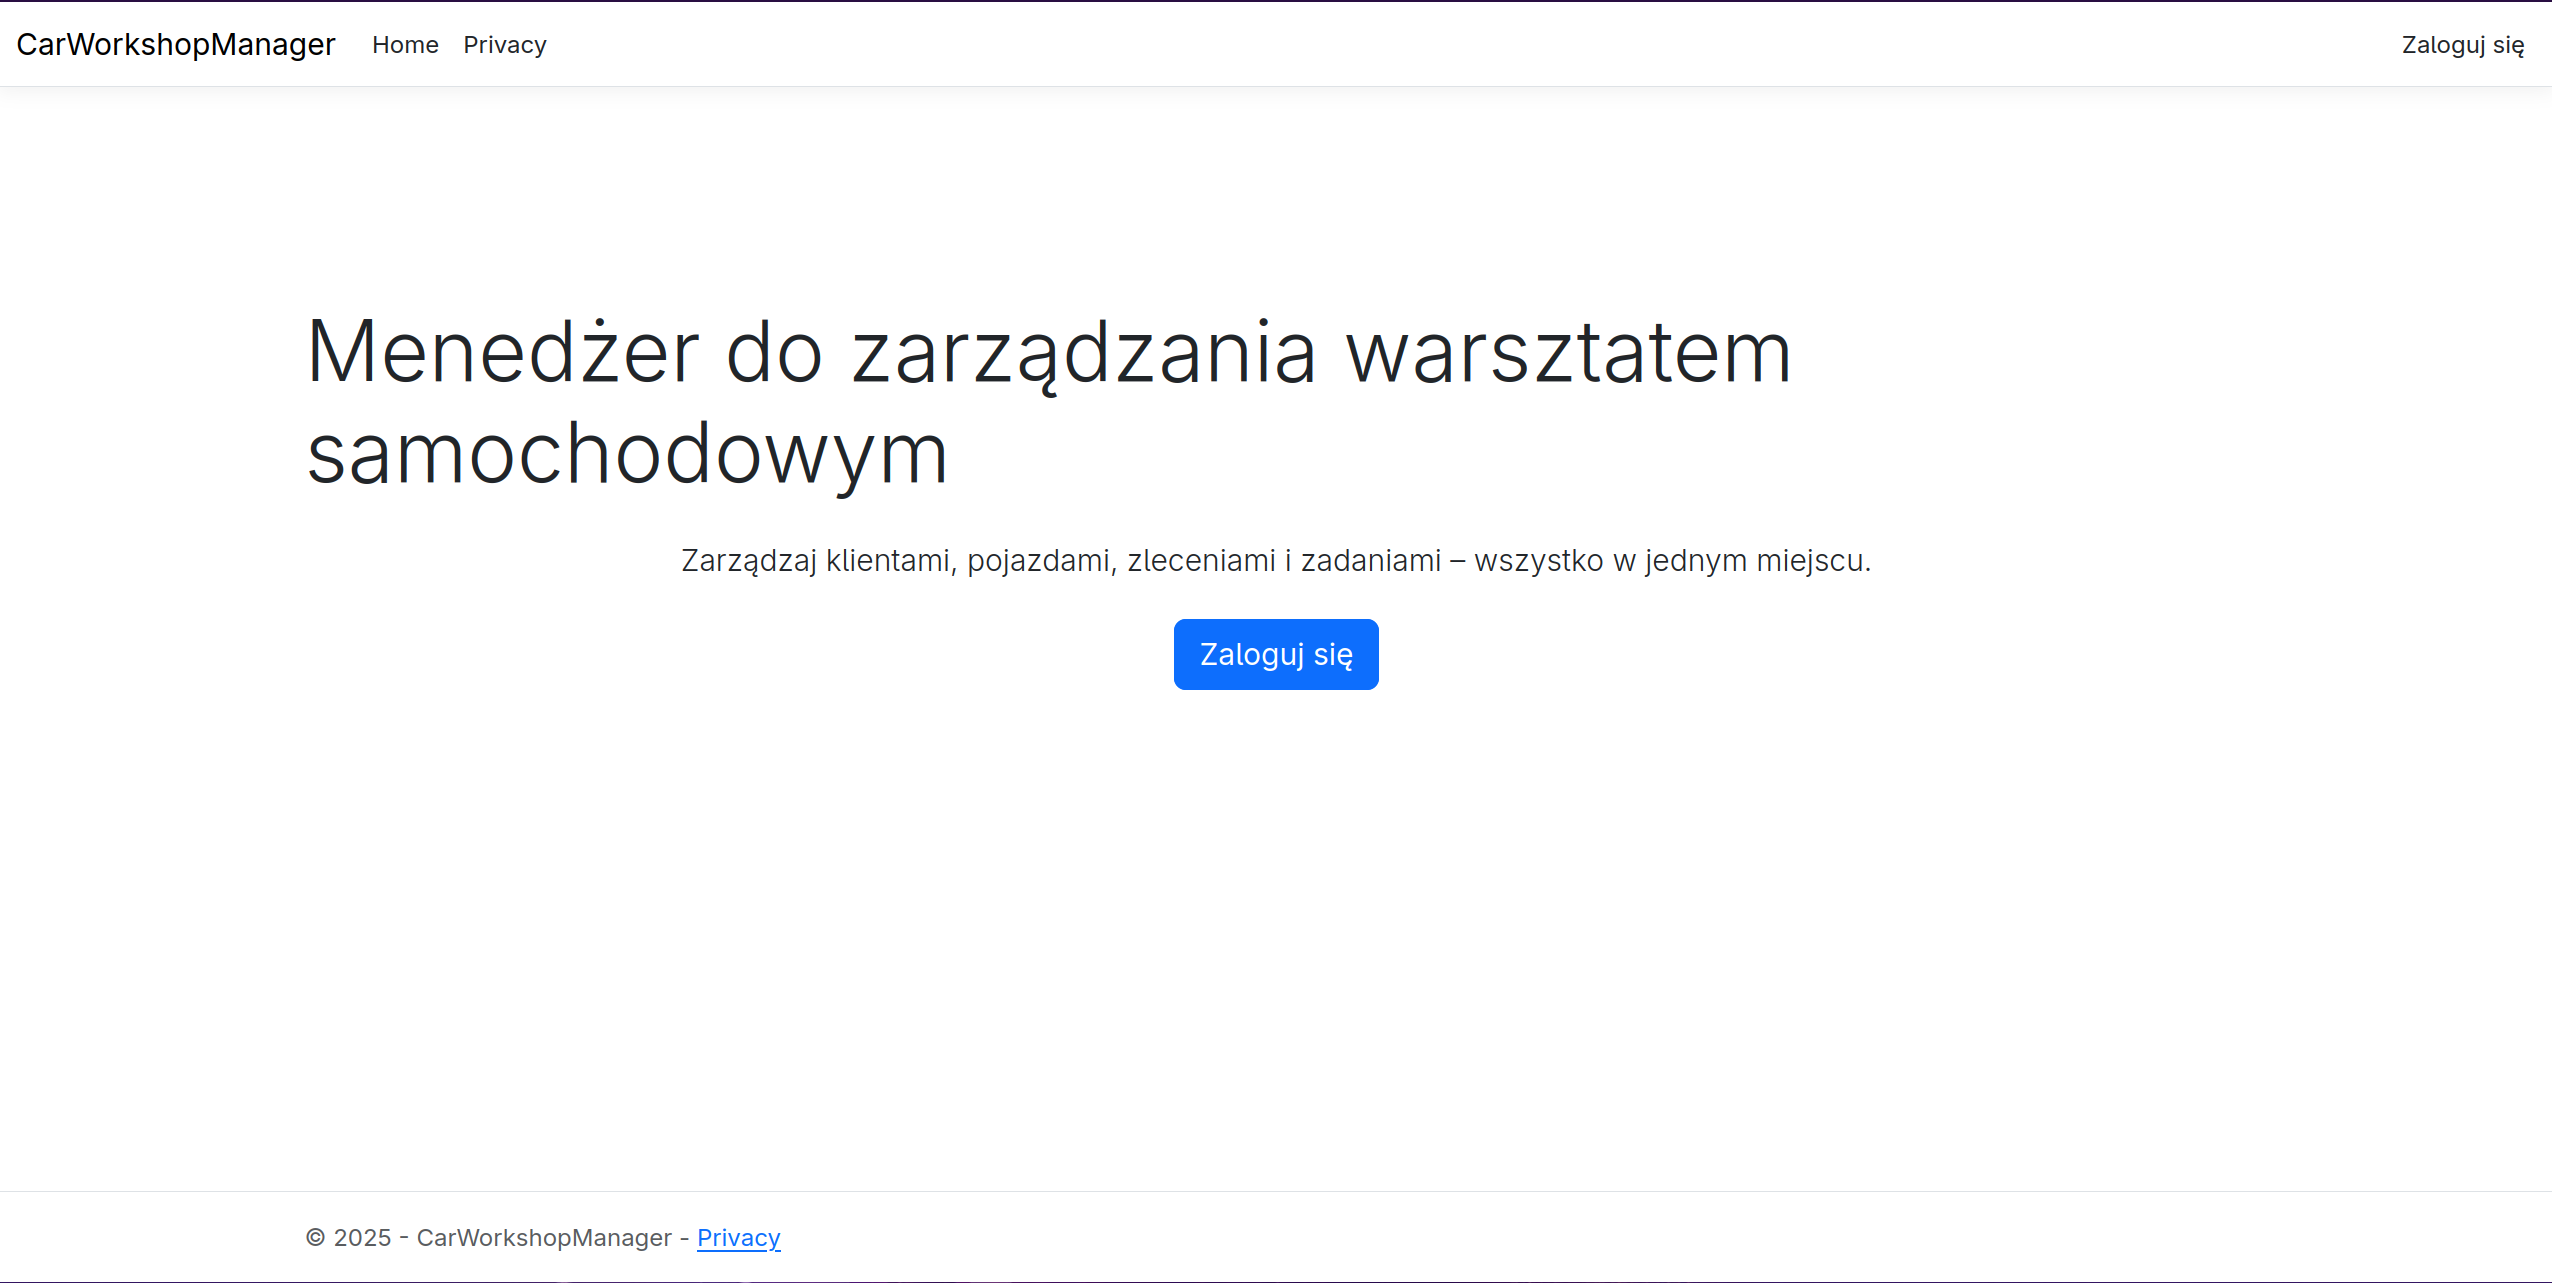 CarWorkshopManager Home Privacy Zaloguj się
Menedżer do zarządzania warsztatem
samochodowym
Zarządzaj klientami, pojazdami, zleceniami i zadaniami – wszystko w jednym miejscu.
Zaloguj się
© 2025 - CarWorkshopManager - Privacy